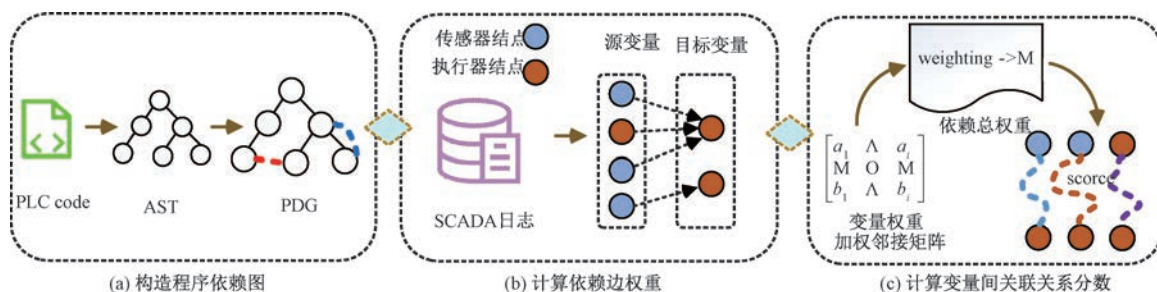 PLC code
AST
PDG
(a) 构造程序依赖图
传感器结点
执行器结点
源变量 目标变量
SCADA日志
(b) 计算依赖边权重
weighting ->M
依赖总权重
a₁ Λ aᵢ
M O M
b₁ Λ bᵢ
变量权重
加权邻接矩阵
scorce
(c) 计算变量间关联关系分数